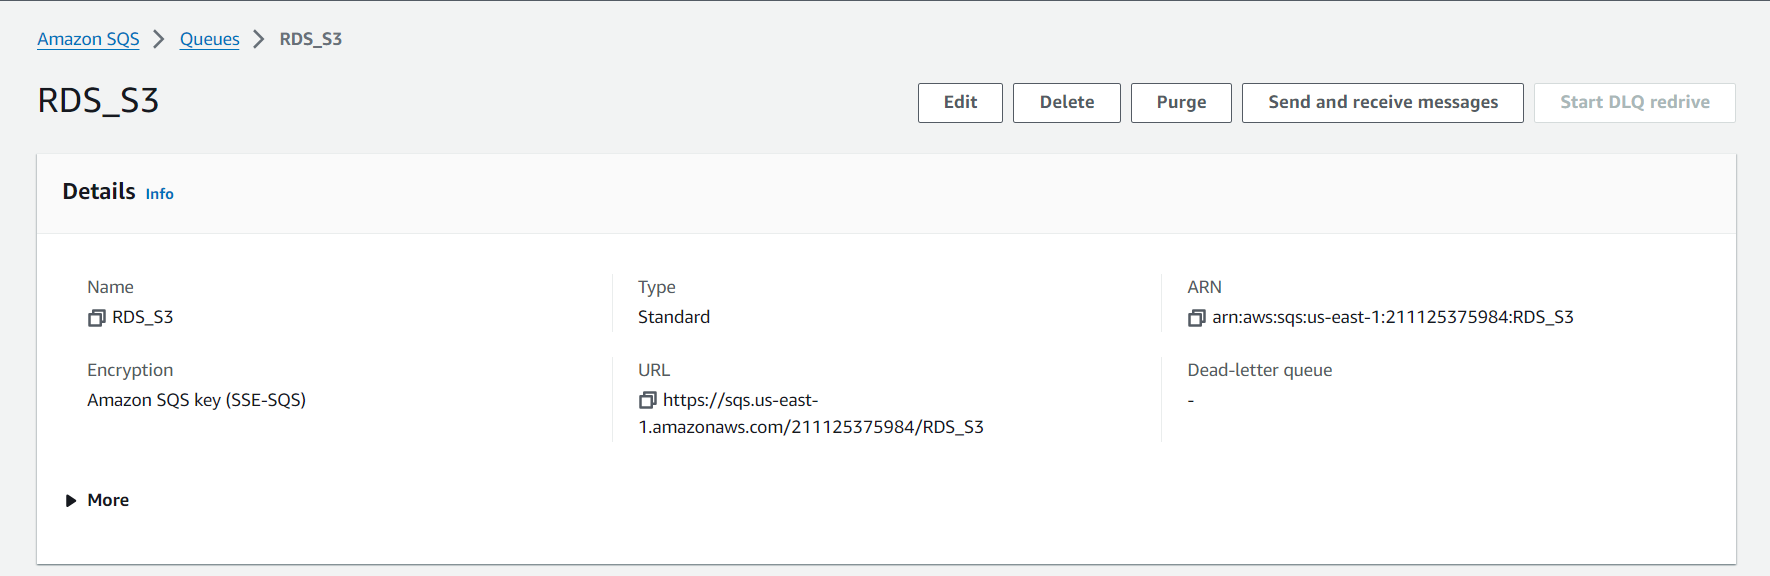 Amazon SQS > Queues > RDS_S3
RDS_S3
Edit
Delete
Purge
Send and receive messages
Start DLQ redrive
Details Info
Name
RDS_S3
Type
Standard
ARN
arn:aws:sqs:us-east-1:211125375984:RDS_S3
Encryption
Amazon SQS key (SSE-SQS)
URL
https://sqs.us-east-
1.amazonaws.com/211125375984/RDS_S3
Dead-letter queue
-
More